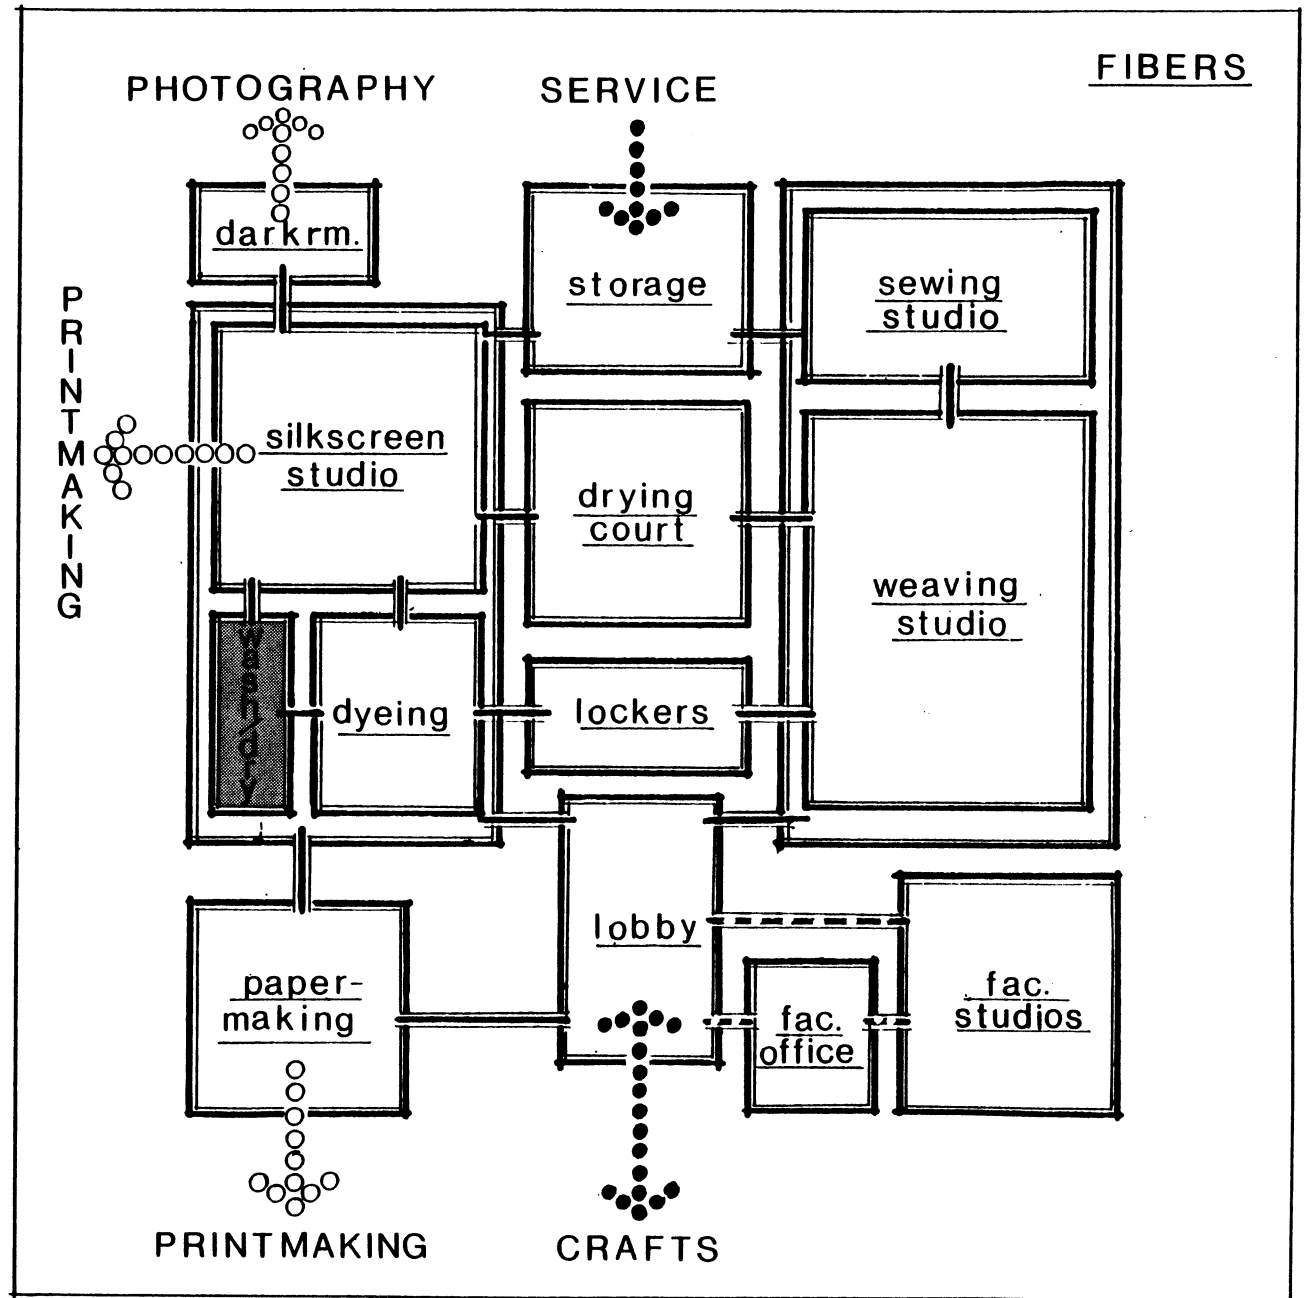 FIBERS
PHOTOGRAPHY
SERVICE
darkrm.
storage
sewing
studio
PRINTMAKING
silkscreen
studio
drying
court
weaving
studio
wash/dry
dyeing
lockers
lobby
paper-
making
fac.
office
fac.
studios
PRINTMAKING
CRAFTS